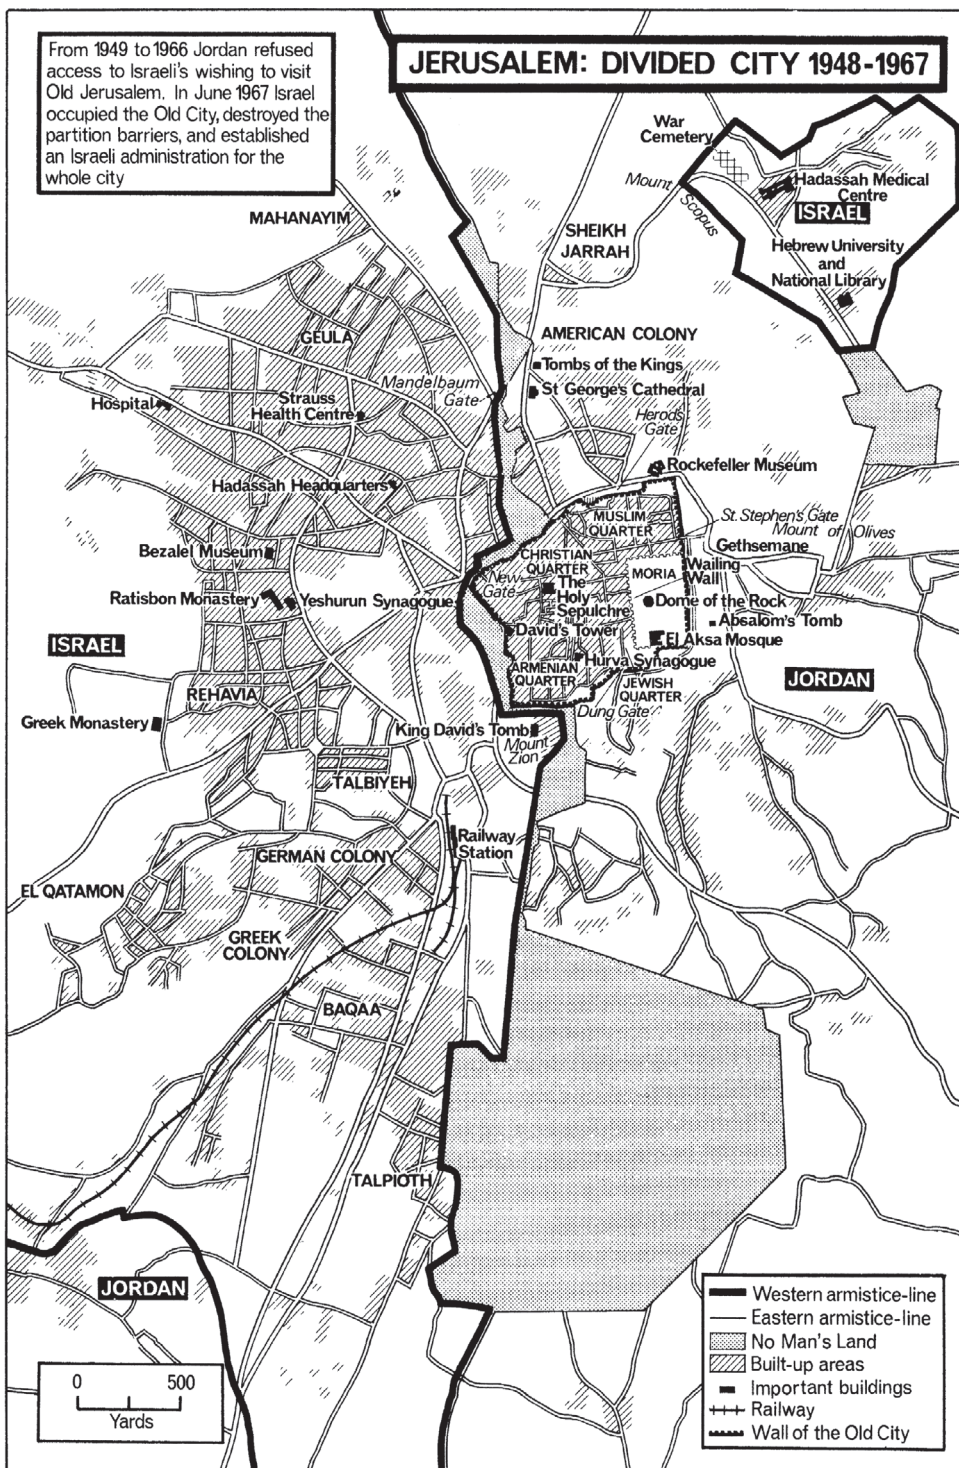 From 1949 to 1966 Jordan refused
access to Israeli's wishing to visit
Old Jerusalem. In June 1967 Israel
occupied the Old City, destroyed the
partition barriers, and established
an Israeli administration for the
whole city
JERUSALEM: DIVIDED CITY 1948-1967
War
Cemetery
Mount
Scopus
Hadassah Medical
Centre
ISRAEL
Hebrew University
and
National Library
MAHANAYIM
SHEIKH
JARRAH
GEULA
AMERICAN COLONY
Tombs of the Kings
St George's Cathedral
Mandelbaum
Gate
Herod's
Gate
Hospital
Strauss
Health Centre
Rockefeller Museum
Hadassah Headquarters
MUSLIM
QUARTER
St. Stephen's Gate
Mount of Olives
Gethsemane
Bezalel Museum
CHRISTIAN
QUARTER
MORIA
Wailing
Wall
New
Gate
The
Holy
Sepulchre
Ratisbon Monastery
Yeshurun Synagogue
Dome of the Rock
Absalom's Tomb
David's Tower
El Aksa Mosque
ISRAEL
ARMENIAN
QUARTER
Hurva Synagogue
JEWISH
QUARTER
JORDAN
REHAVIA
Dung Gate
Greek Monastery
King David's Tomb
Mount
Zion
TALBIYEH
Railway
Station
GERMAN COLONY
EL QATAMON
GREEK
COLONY
BAQAA
TALPIOTH
JORDAN
0 500
Yards
Western armistice-line
Eastern armistice-line
No Man's Land
Built-up areas
Important buildings
Railway
Wall of the Old City